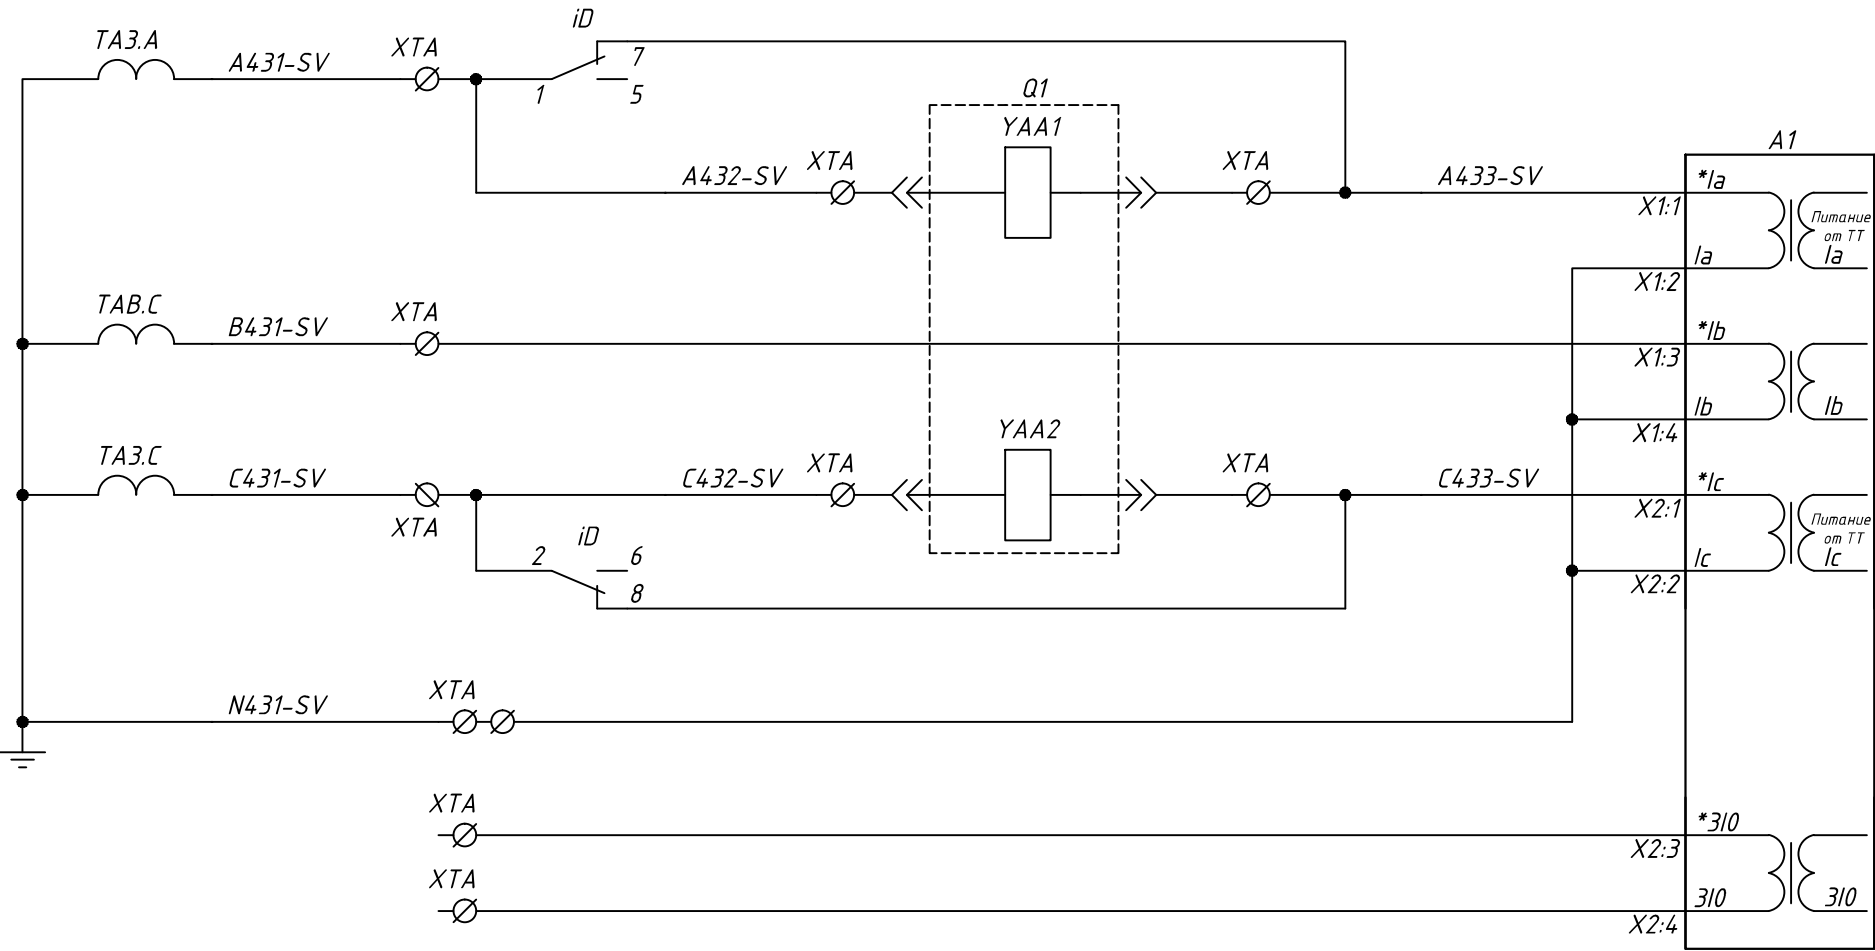 iD
TA3.A
A431-SV
XTA
7
1
5
Q1
YAA1
A1
A432-SV
XTA
XTA
A433-SV
*Ia
X1:1
Питание
от ТТ
Ia
Ia
X1:2
TAB.C
B431-SV
XTA
*Ib
X1:3
Ib
Ib
X1:4
YAA2
TA3.C
C431-SV
XTA
C432-SV
XTA
XTA
C433-SV
*Ic
X2:1
Питание
от ТТ
iD
2
6
8
Ic
Ic
X2:2
N431-SV
XTA
XTA
*3I0
X2:3
XTA
3I0
3I0
X2:4